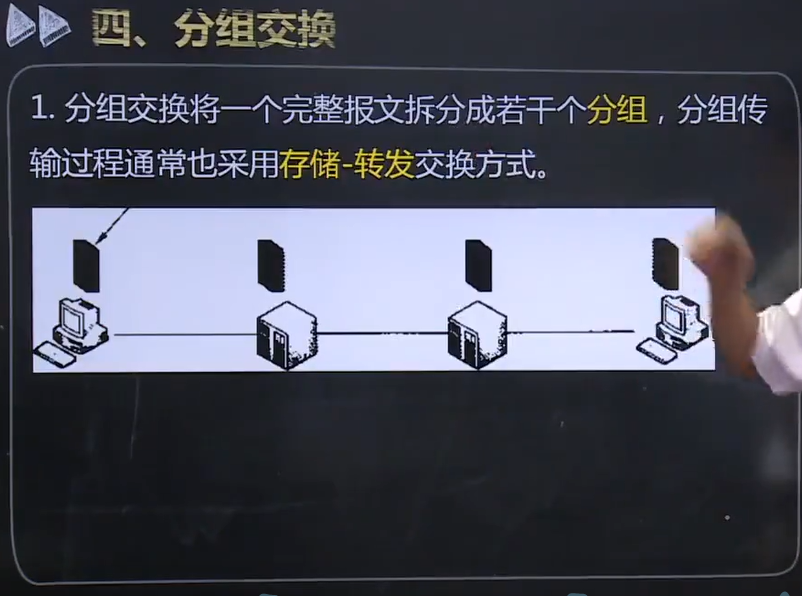 四、分组交换
1. 分组交换将一个完整报文拆分成若干个分组，分组传
输过程通常也采用存储-转发交换方式。